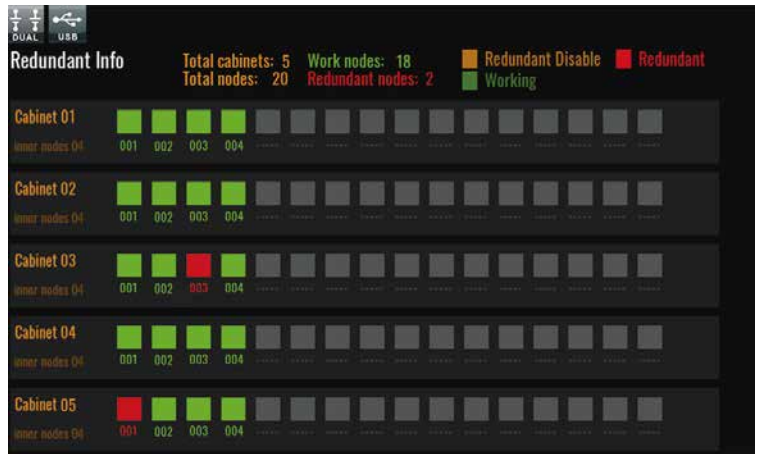 DUAL USB
Redundant Info
Total cabinets: 5 Work nodes: 18
Total nodes: 20 Redundant nodes: 2
Redundant Disable Redundant
Working
Cabinet 01
inner nodes 04
001 002 003 004 ----- ----- ----- ----- ----- ----- ----- ----- ----- ----- ----- -----
Cabinet 02
inner nodes 04
001 002 003 004 ----- ----- ----- ----- ----- ----- ----- ----- ----- ----- ----- -----
Cabinet 03
inner nodes 04
001 002 003 004 ----- ----- ----- ----- ----- ----- ----- ----- ----- ----- ----- -----
Cabinet 04
inner nodes 04
001 002 003 004 ----- ----- ----- ----- ----- ----- ----- ----- ----- ----- ----- -----
Cabinet 05
inner nodes 04
001 002 003 004 ----- ----- ----- ----- ----- ----- ----- ----- ----- ----- ----- -----